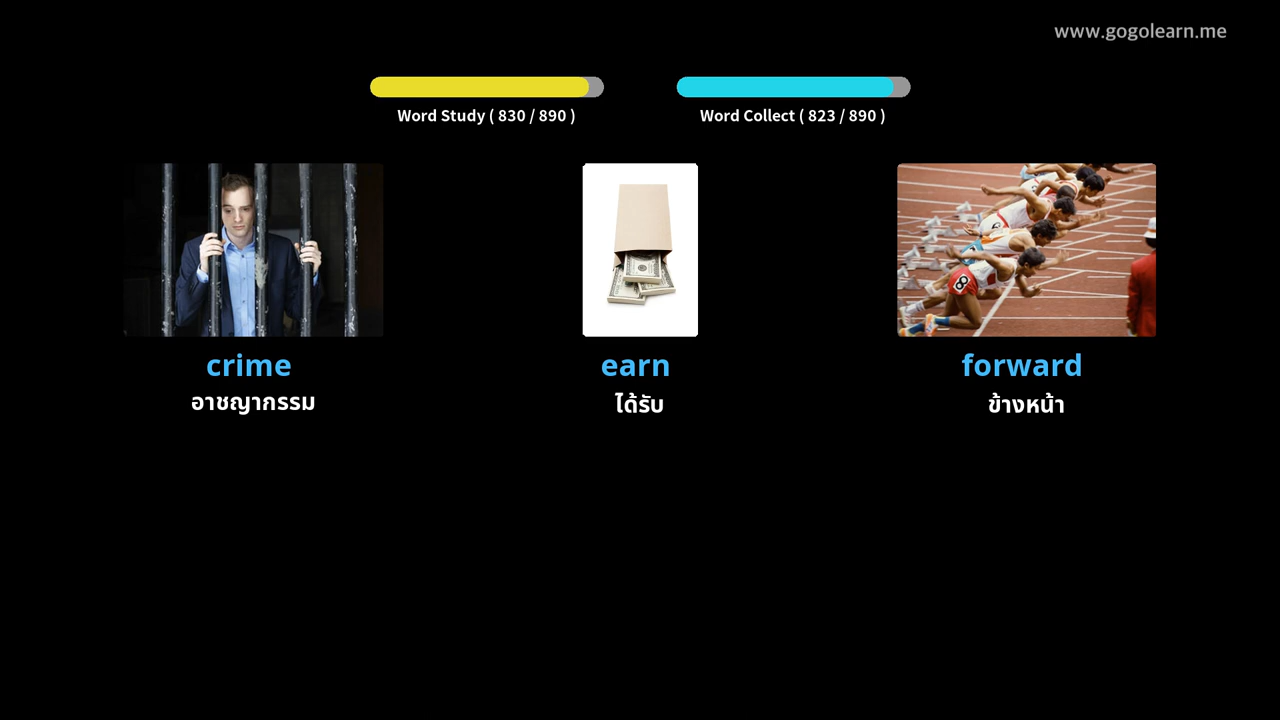 www.gogolearn.me
Word Study ( 830 / 890 )
Word Collect ( 823 / 890 )
crime
อาชญากรรม
earn
ได้รับ
forward
ข้างหน้า
8